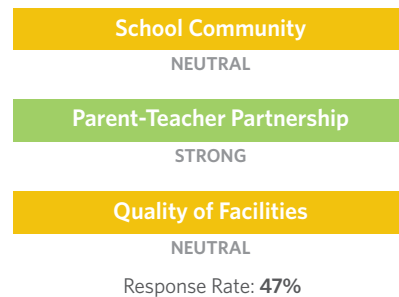 School Community
NEUTRAL
Parent-Teacher Partnership
STRONG
Quality of Facilities
NEUTRAL
Response Rate: 47%